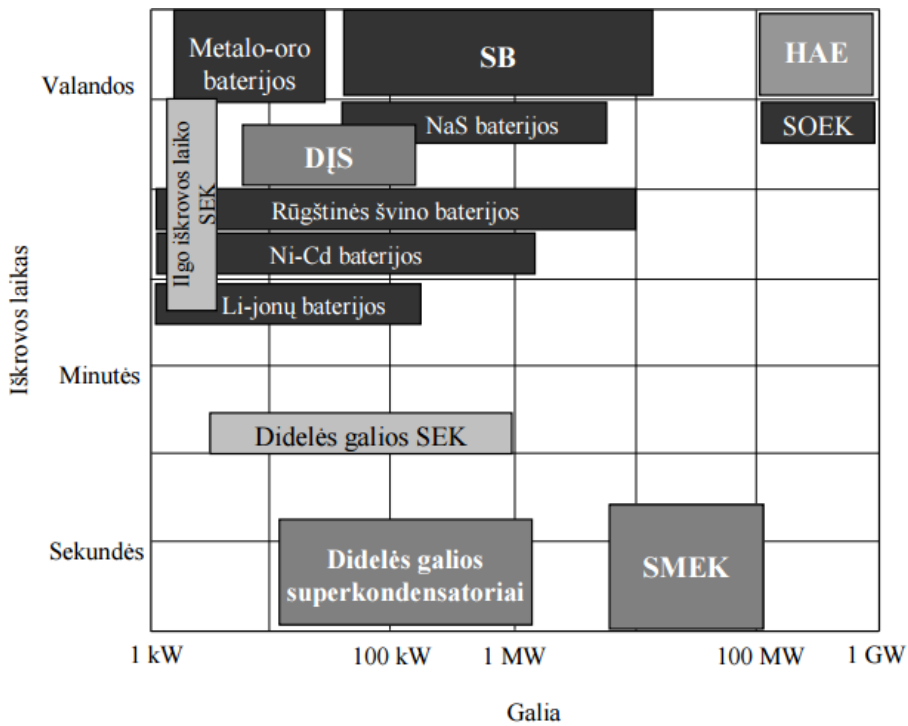 Metalo-oro
baterijos
SB
HAE
Valandos
NaS baterijos
SOEK
DĮS
Ilgo iškrovos laiko
SEK
Rūgštinės švino baterijos
Ni-Cd baterijos
Li-jonų baterijos
Iškrovos laikas
Minutės
Didelės galios SEK
Sekundės
Didelės galios
superkondensatoriai
SMEK
1 kW
100 kW
1 MW
100 MW
1 GW
Galia